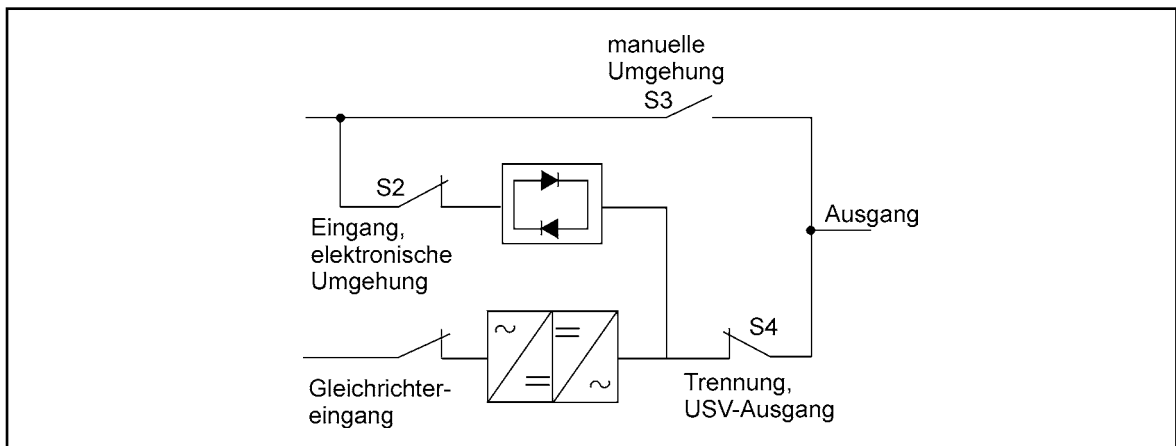 manuelle
Umgehung
S3
S2
Eingang,
elektronische
Umgehung
Ausgang
S4
Gleichrichter-
eingang
Trennung,
USV-Ausgang